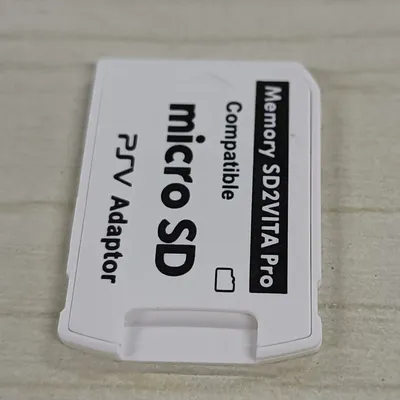 Memory SD2VITA Pro
Compatible
micro SD
PSV Adaptor